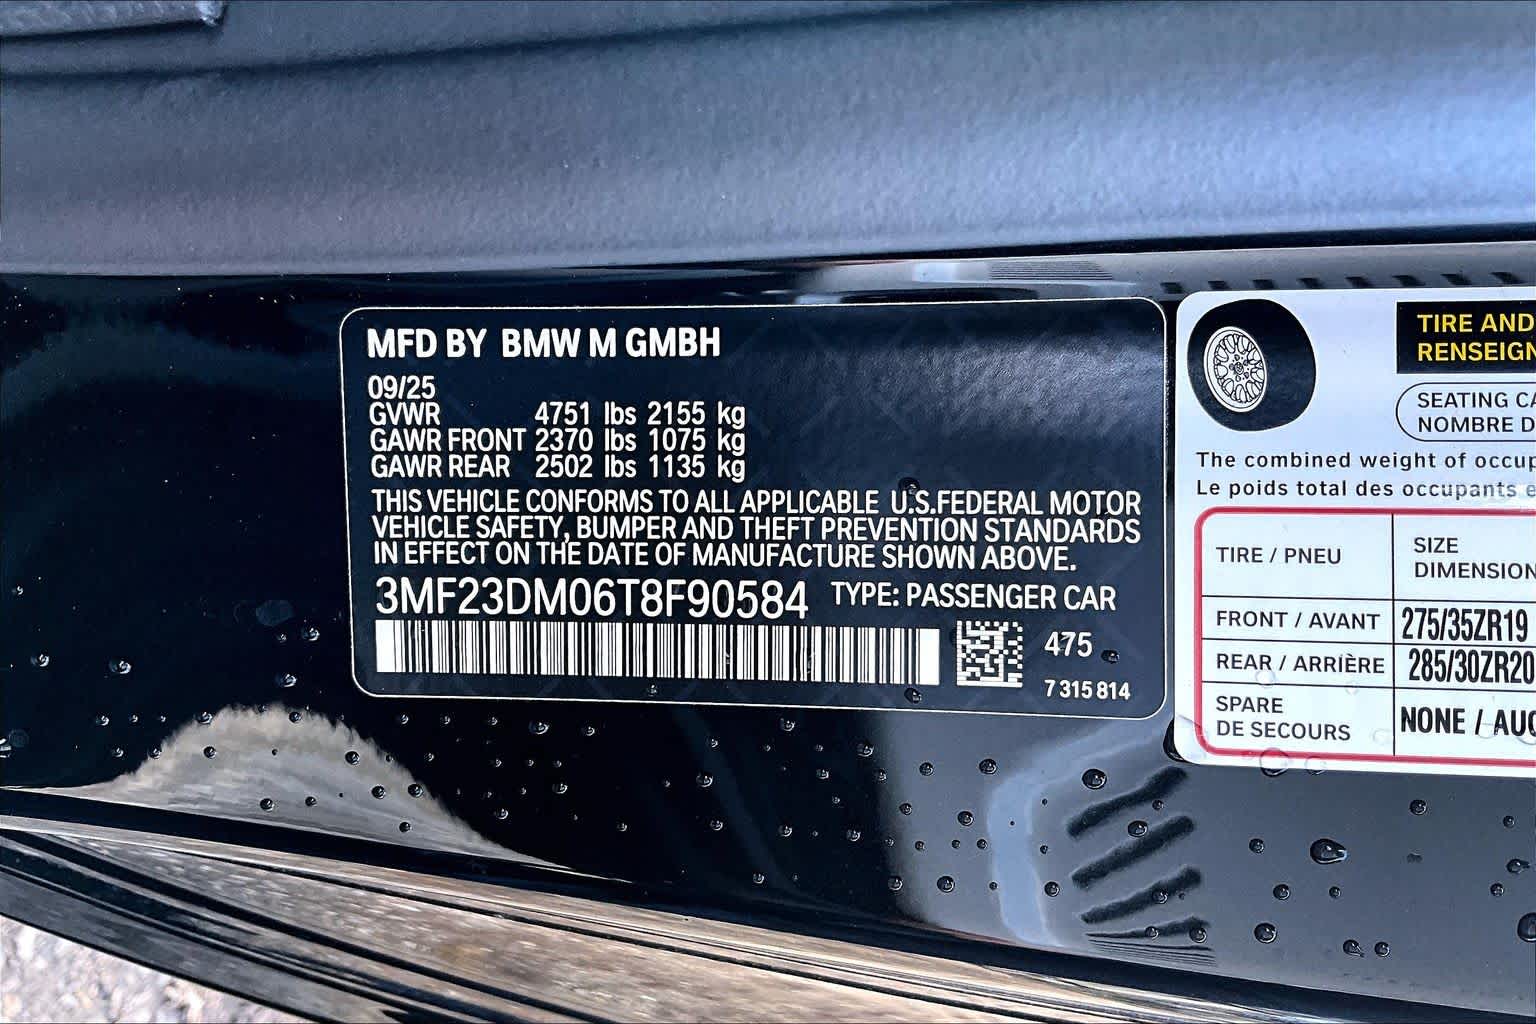 MFD BY BMW M GMBH
09/25
GVWR 4751 lbs 2155 kg
GAWR FRONT 2370 lbs 1075 kg
GAWR REAR 2502 lbs 1135 kg
THIS VEHICLE CONFORMS TO ALL APPLICABLE U.S.FEDERAL MOTOR
VEHICLE SAFETY, BUMPER AND THEFT PREVENTION STANDARDS
IN EFFECT ON THE DATE OF MANUFACTURE SHOWN ABOVE.
3MF23DM06T8F90584 TYPE: PASSENGER CAR
475
7 315 814
TIRE AND
RENSEIGN
SEATING CA
NOMBRE D
The combined weight of occup
Le poids total des occupants e
TIRE / PNEU
SIZE
DIMENSION
FRONT / AVANT 275/35ZR19
REAR / ARRIÈRE 285/30ZR20
SPARE
DE SECOURS
NONE / AUC